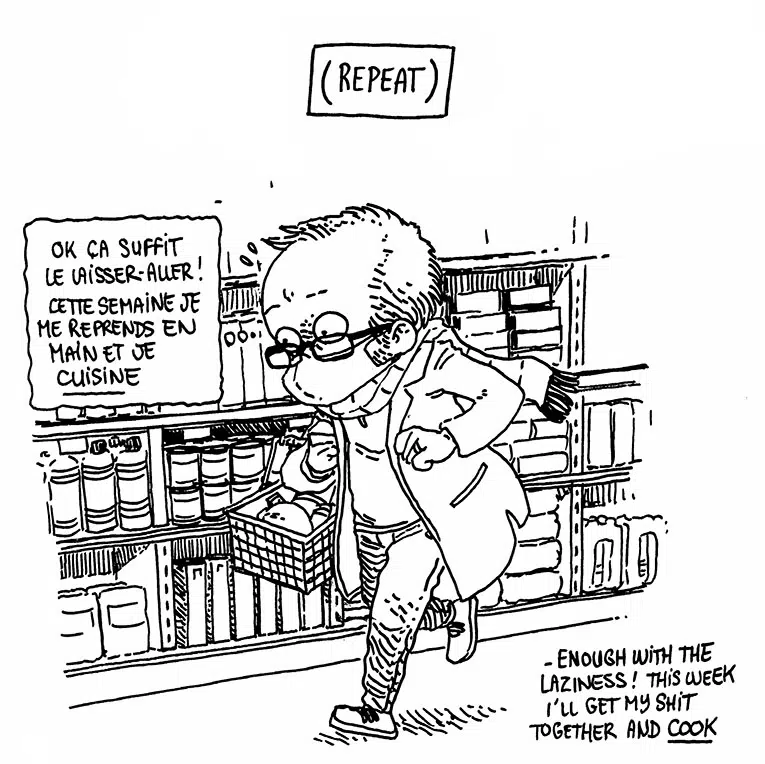 (REPEAT)
OK ÇA SUFFIT
LE LAISSER-ALLER!
CETTE SEMAINE JE
ME REPRENDS EN
MAIN ET JE
CUISINE
- ENOUGH WITH THE
LAZINESS! THIS WEEK
I'LL GET MY SHIT
TOGETHER AND COOK